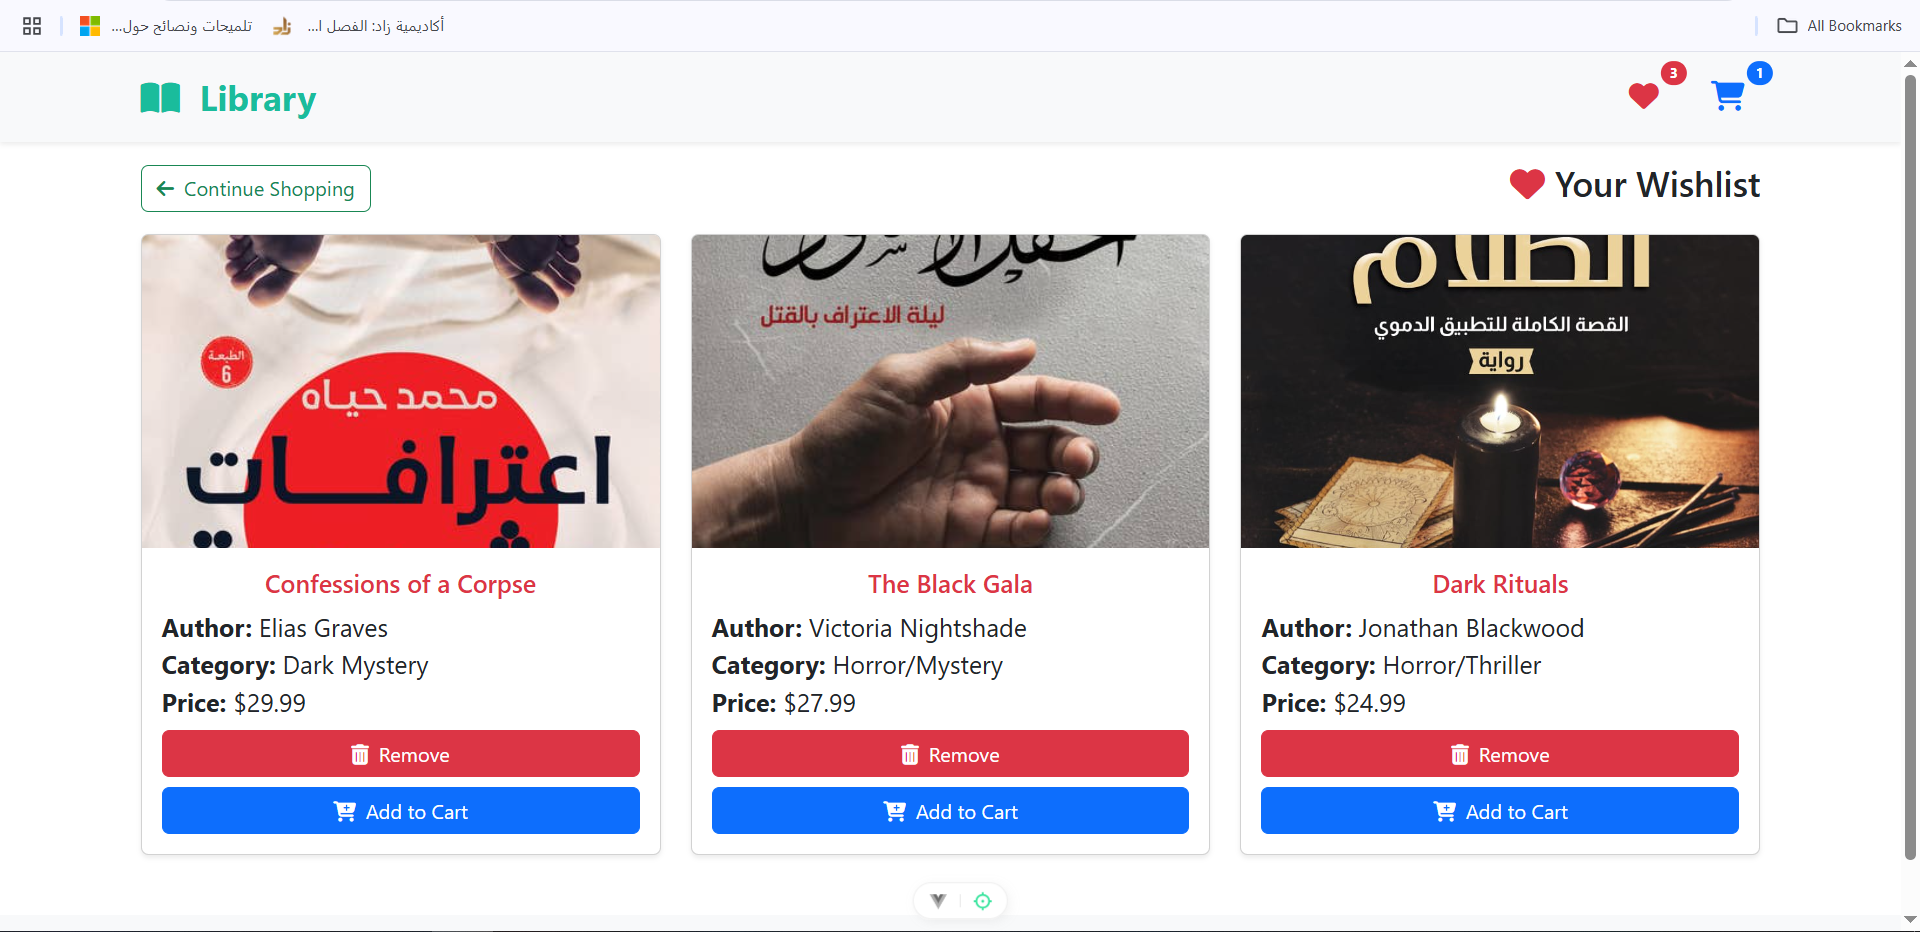 تلميحات ونصائح حول...
أكاديمية زاد: الفصل ا...
All Bookmarks
Library
3
1
Continue Shopping
Your Wishlist
الطبعة
6
محمد حياه
اعترافات
ليلة الاعتراف بالقتل
الظلام
القصة الكاملة للتطبيق الدموي
رواية
Confessions of a Corpse
Author: Elias Graves
Category: Dark Mystery
Price: $29.99
Remove
Add to Cart
The Black Gala
Author: Victoria Nightshade
Category: Horror/Mystery
Price: $27.99
Remove
Add to Cart
Dark Rituals
Author: Jonathan Blackwood
Category: Horror/Thriller
Price: $24.99
Remove
Add to Cart